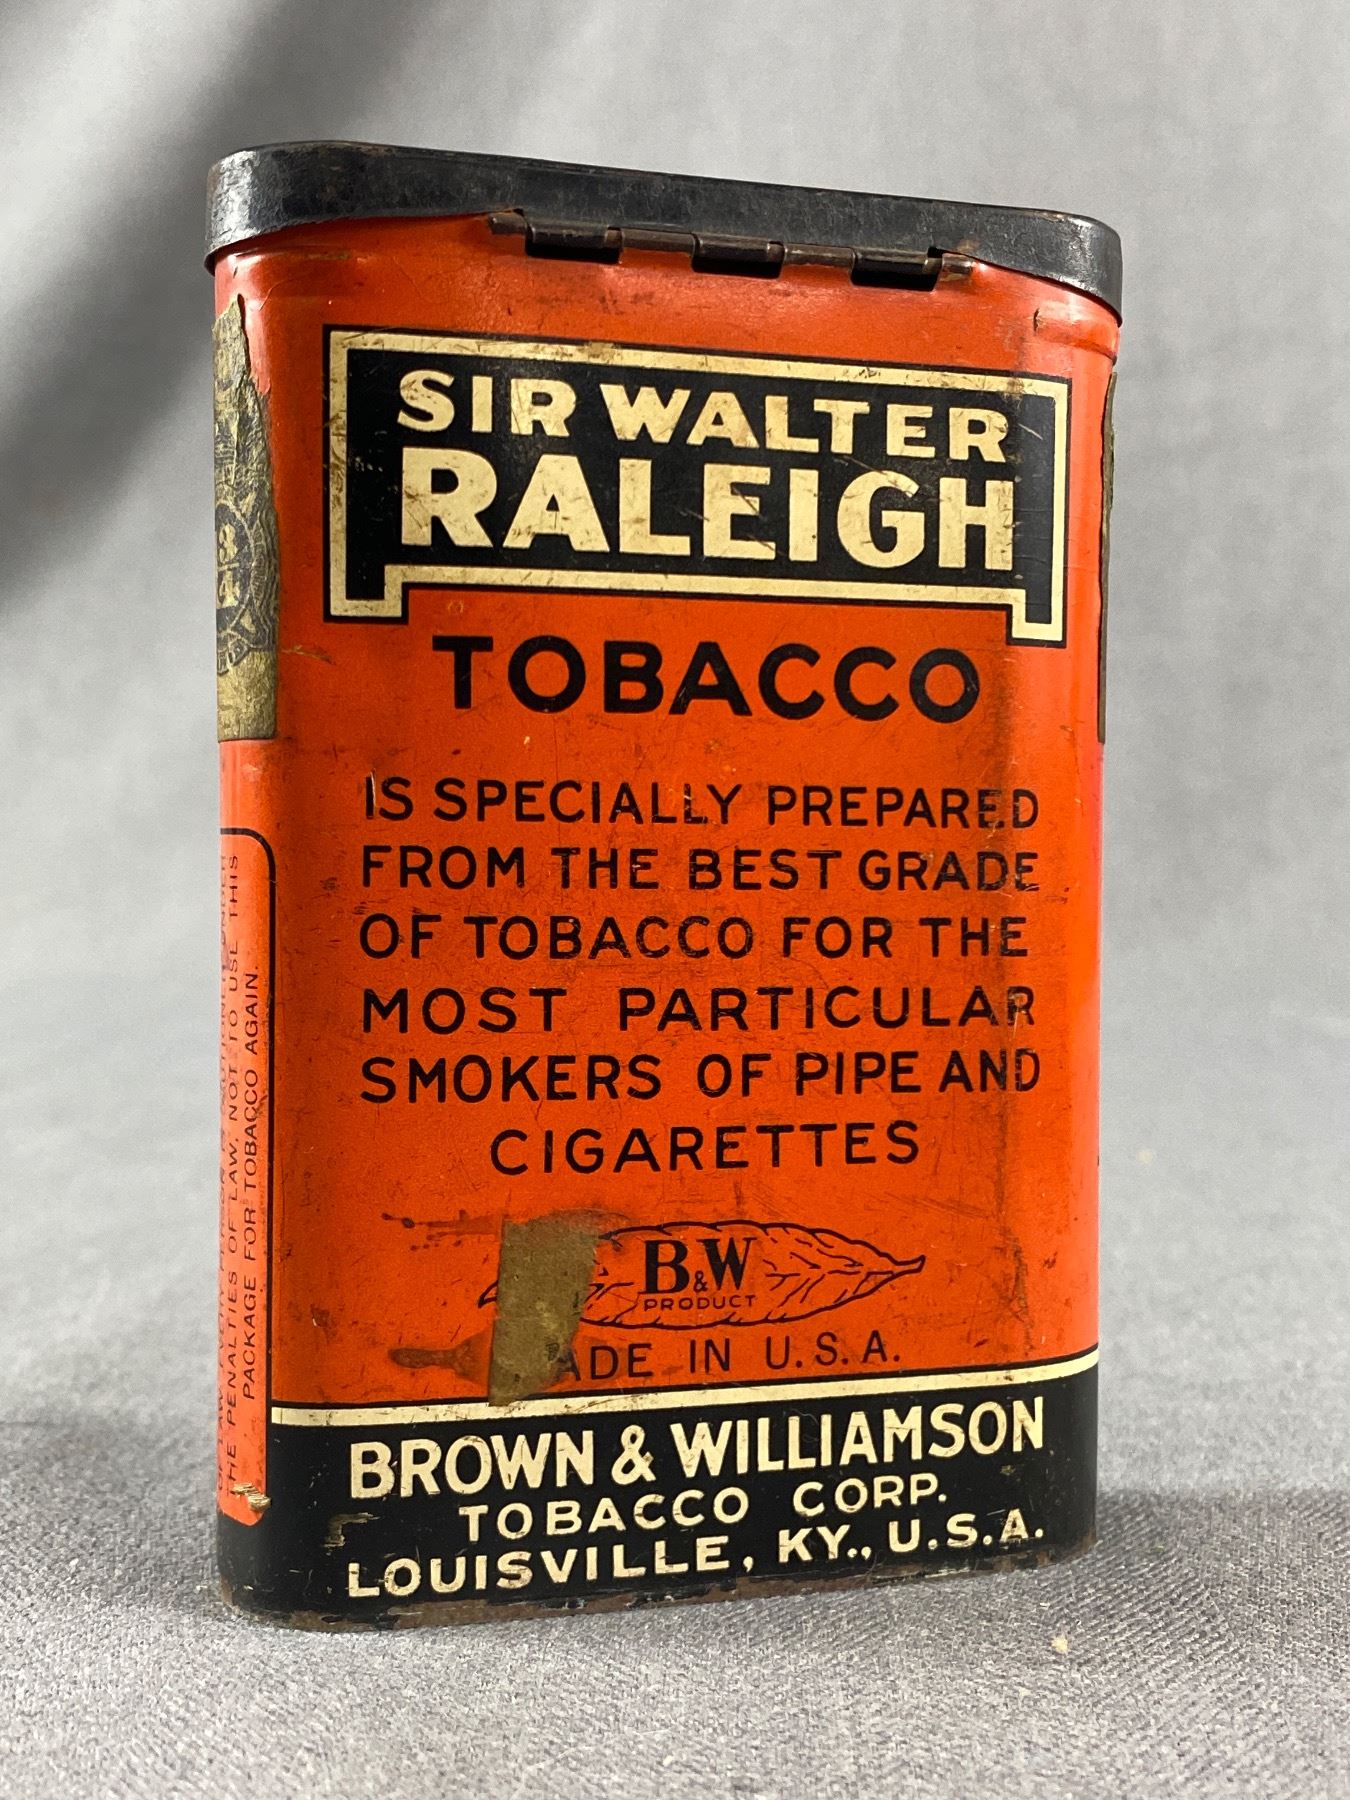 SIR WALTER
RALEIGH
TOBACCO
IS SPECIALLY PREPARED
FROM THE BEST GRADE
OF TOBACCO FOR THE
MOST PARTICULAR
SMOKERS OF PIPE AND
CIGARETTES
B&W
PRODUCT
ADE IN U.S.A.
BROWN & WILLIAMSON
TOBACCO CORP.
LOUISVILLE, KY., U.S.A.
THE PENALTIES OF LAW, NOT TO USE THIS
PACKAGE FOR TOBACCO AGAIN.
3/4